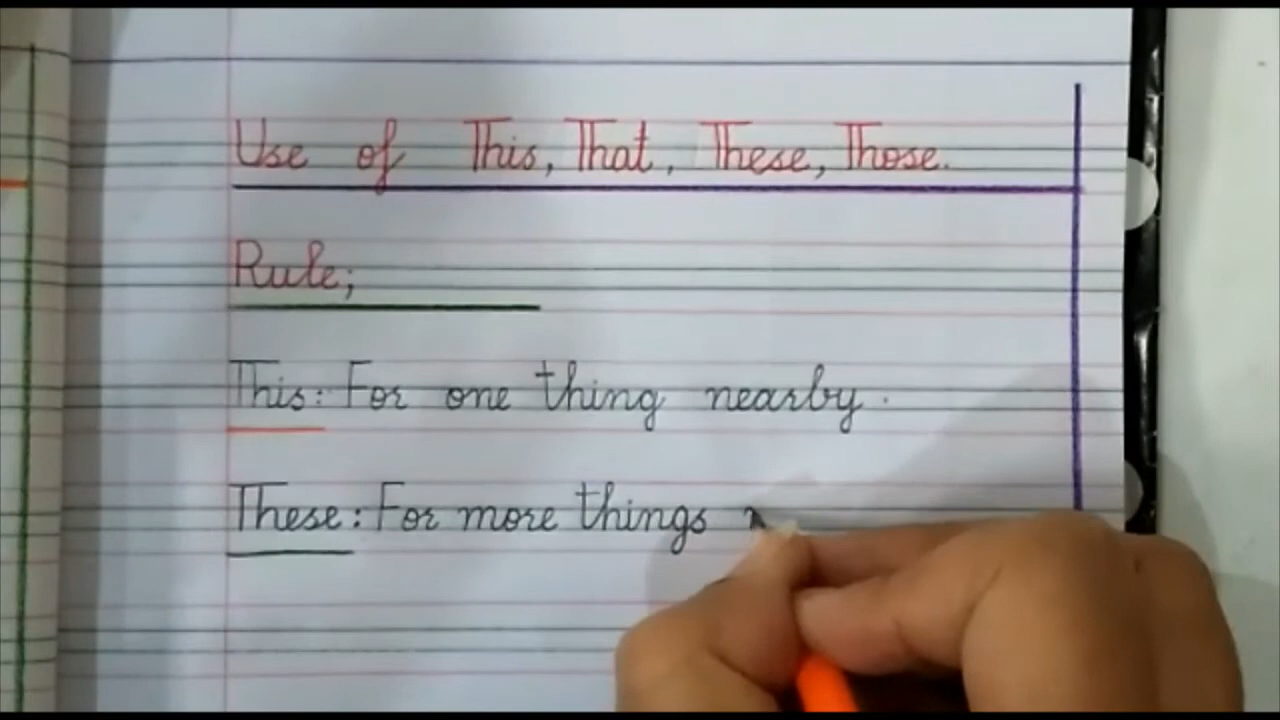 Use of This, That, These, Those.
Rule;
This: For one thing nearby.
These: For more things